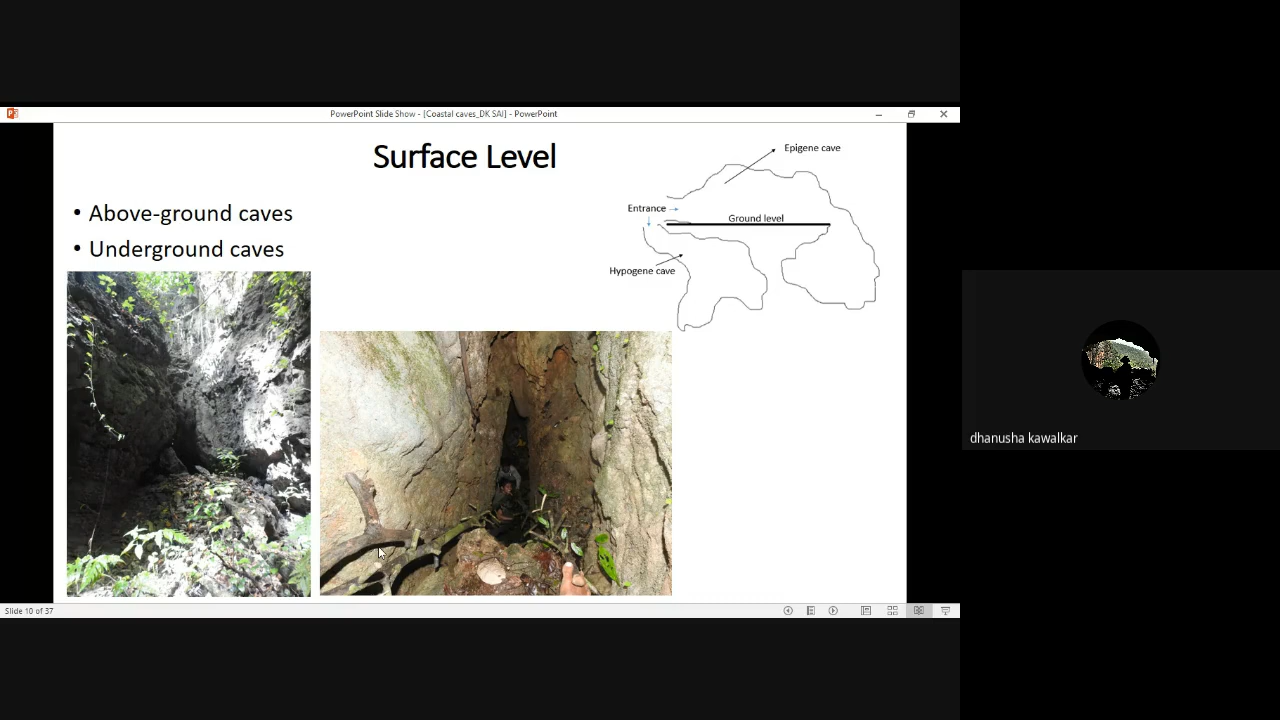 PowerPoint Slide Show - [Coastal caves_DK SAI] - PowerPoint
Surface Level
• Above-ground caves
• Underground caves
Epigene cave
Entrance
Ground level
Hypogene cave
dhanusha kawalkar
Slide 10 of 37